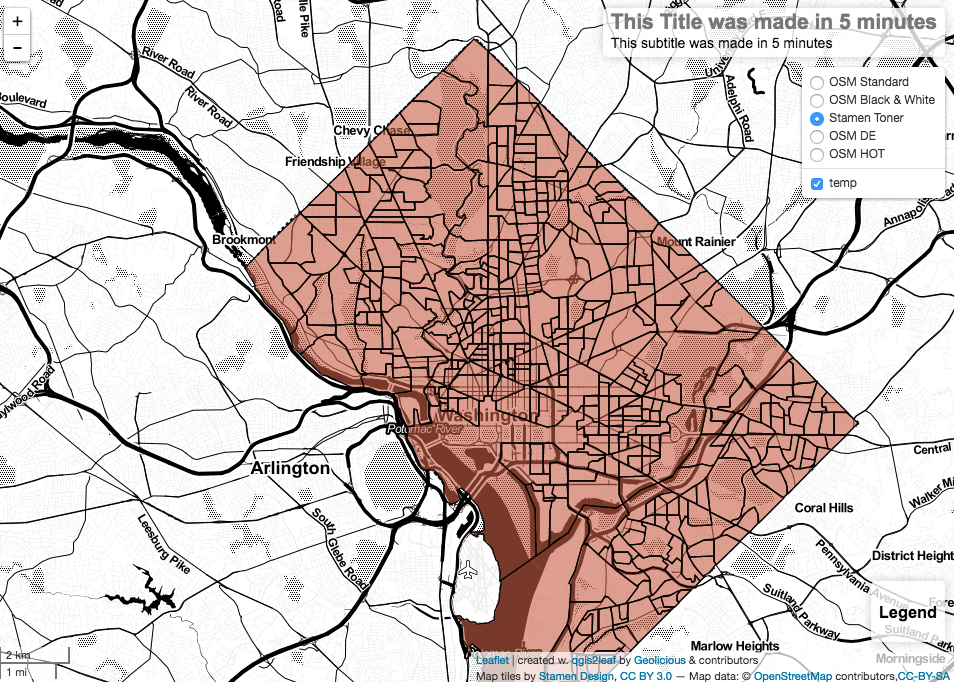 +
−
This Title was made in 5 minutes
This subtitle was made in 5 minutes
OSM Standard
OSM Black & White
Stamen Toner
OSM DE
OSM HOT
temp
River Road
River Road
Chevy Chase
Friendship Village
Brookmont
Adelphi Road
Mount Rainier
Washington
Potomac River
Arlington
Leesburg Pike
South Glebe Road
Central
Coral Hills
District Height
Pennsylvania Avenue
Suitland Parkway
Suitland Park
Marlow Heights
Morningside
Legend
2 km
1 mi
Leaflet | created w. qgis2leaf by Geolicious & contributors
Map tiles by Stamen Design, CC BY 3.0 — Map data: © OpenStreetMap contributors,CC-BY-SA